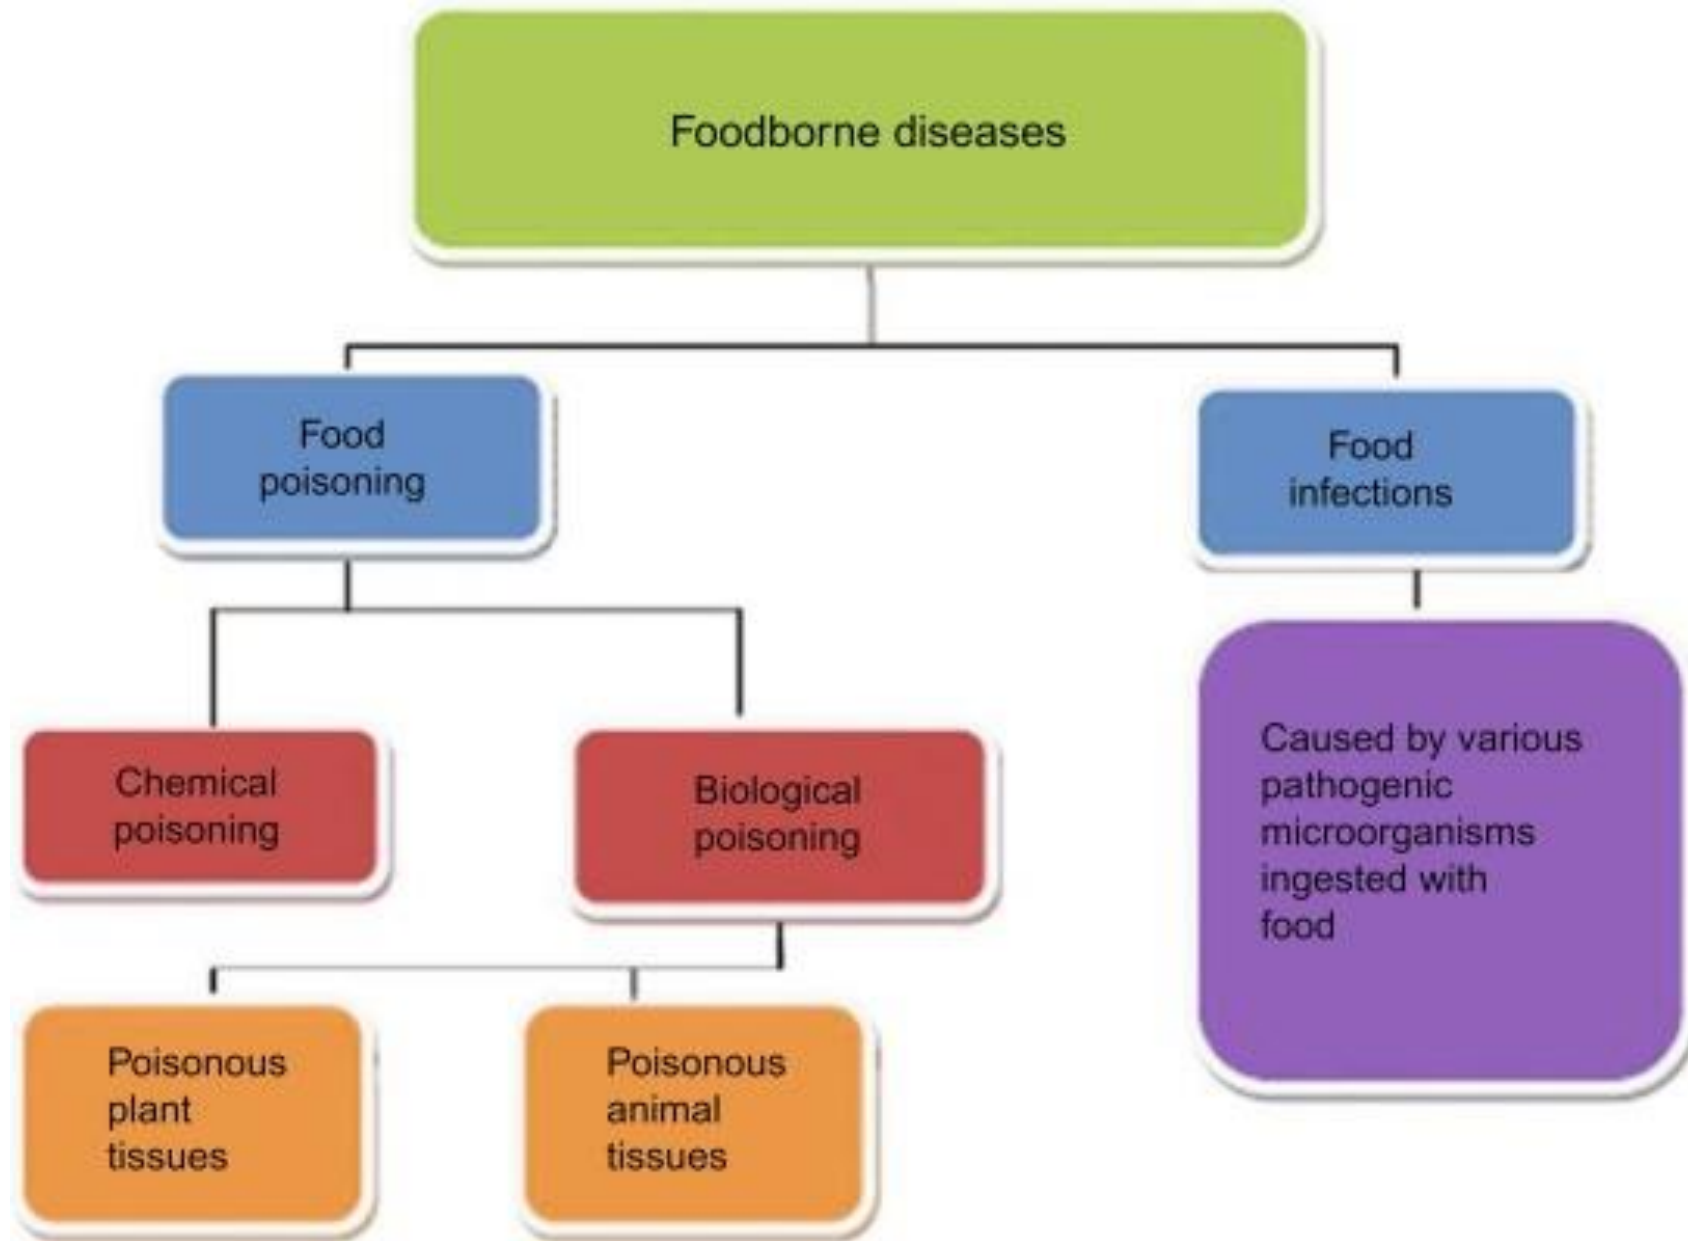 Foodborne diseases
Food
poisoning
Food
infections
Chemical
poisoning
Biological
poisoning
Caused by various
pathogenic
microorganisms
ingested with
food
Poisonous
plant
tissues
Poisonous
animal
tissues